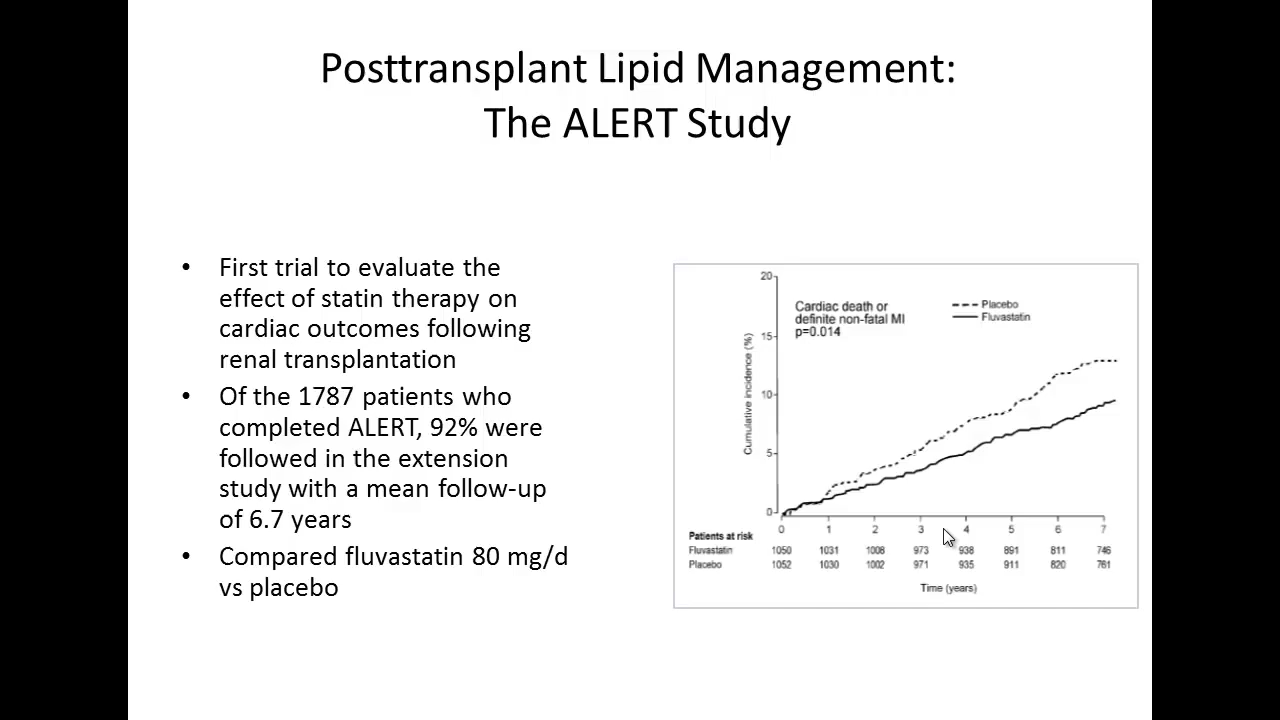 Posttransplant Lipid Management:
The ALERT Study
• First trial to evaluate the
effect of statin therapy on
cardiac outcomes following
renal transplantation
• Of the 1787 patients who
completed ALERT, 92% were
followed in the extension
study with a mean follow-up
of 6.7 years
• Compared fluvastatin 80 mg/d
vs placebo
20
15
10
5
0
Cumulative incidence (%)
Cardiac death or
definite non-fatal MI
p=0.014
Placebo
Fluvastatin
0 1 2 3 4 5 6 7
Patients at risk
Fluvastatin 1050 1031 1008 973 938 891 811 746
Placebo 1052 1030 1002 971 935 911 820 761
Time (years)